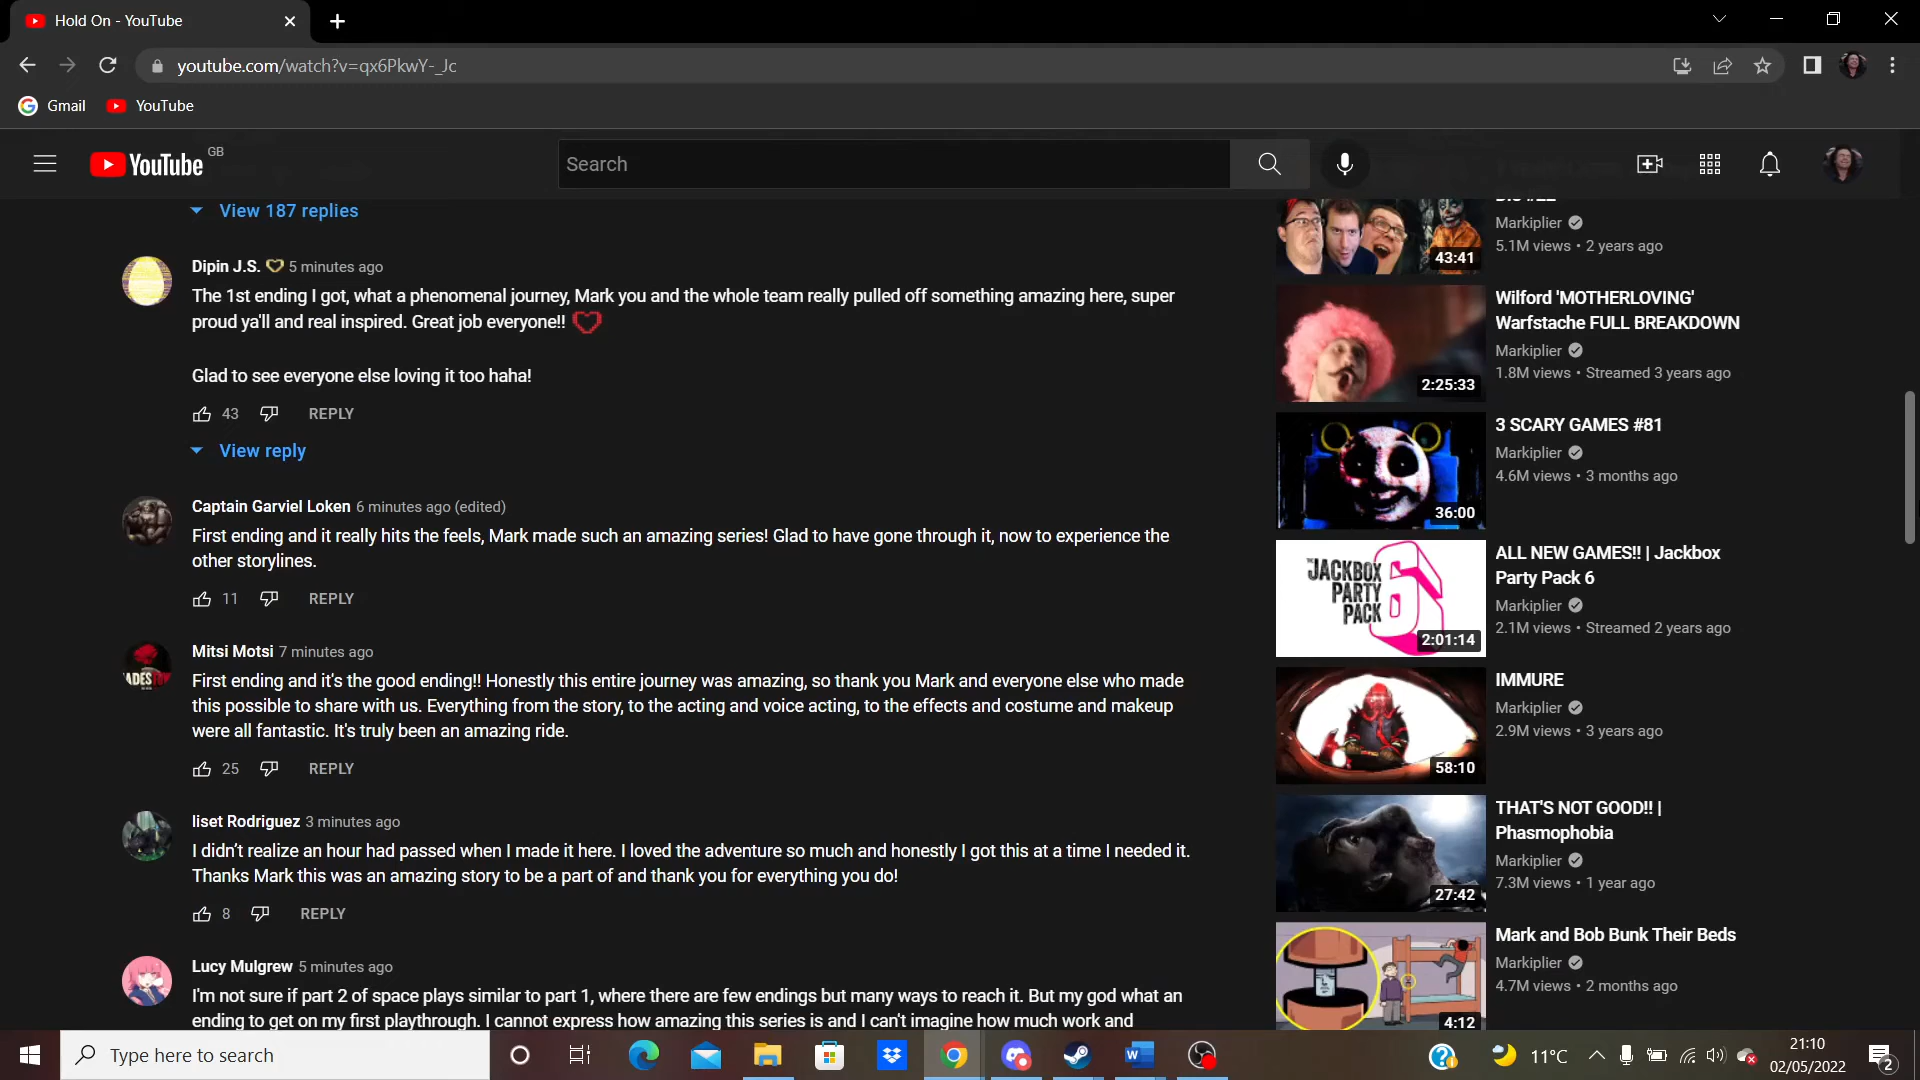 Hold On - YouTube
youtube.com/watch?v=qx6PkwY-_Jc
Gmail YouTube
YouTube GB
Search
View 187 replies
Dipin J.S. 5 minutes ago
The 1st ending I got, what a phenomenal journey, Mark you and the whole team really pulled off something amazing here, super
proud ya'll and real inspired. Great job everyone!!
Glad to see everyone else loving it too haha!
43 REPLY
View reply
Captain Garviel Loken 6 minutes ago (edited)
First ending and it really hits the feels, Mark made such an amazing series! Glad to have gone through it, now to experience the
other storylines.
11 REPLY
Mitsi Motsi 7 minutes ago
First ending and it's the good ending!! Honestly this entire journey was amazing, so thank you Mark and everyone else who made
this possible to share with us. Everything from the story, to the acting and voice acting, to the effects and costume and makeup
were all fantastic. It's truly been an amazing ride.
25 REPLY
liset Rodriguez 3 minutes ago
I didn't realize an hour had passed when I made it here. I loved the adventure so much and honestly I got this at a time I needed it.
Thanks Mark this was an amazing story to be a part of and thank you for everything you do!
8 REPLY
Lucy Mulgrew 5 minutes ago
I'm not sure if part 2 of space plays similar to part 1, where there are few endings but many ways to reach it. But my god what an
ending to get on my first playthrough. I cannot express how amazing this series is and I can't imagine how much work and
Markiplier
5.1M views • 2 years ago
43:41
Wilford 'MOTHERLOVING'
Warfstache FULL BREAKDOWN
Markiplier
1.8M views • Streamed 3 years ago
2:25:33
3 SCARY GAMES #81
Markiplier
4.6M views • 3 months ago
36:00
THE JACKBOX
PARTY
PACK
6
2:01:14
ALL NEW GAMES!! | Jackbox
Party Pack 6
Markiplier
2.1M views • Streamed 2 years ago
IMMURE
Markiplier
2.9M views • 3 years ago
58:10
THAT'S NOT GOOD!! |
Phasmophobia
Markiplier
7.3M views • 1 year ago
27:42
Mark and Bob Bunk Their Beds
Markiplier
4.7M views • 2 months ago
4:12
Type here to search
11°C
21:10
02/05/2022
2